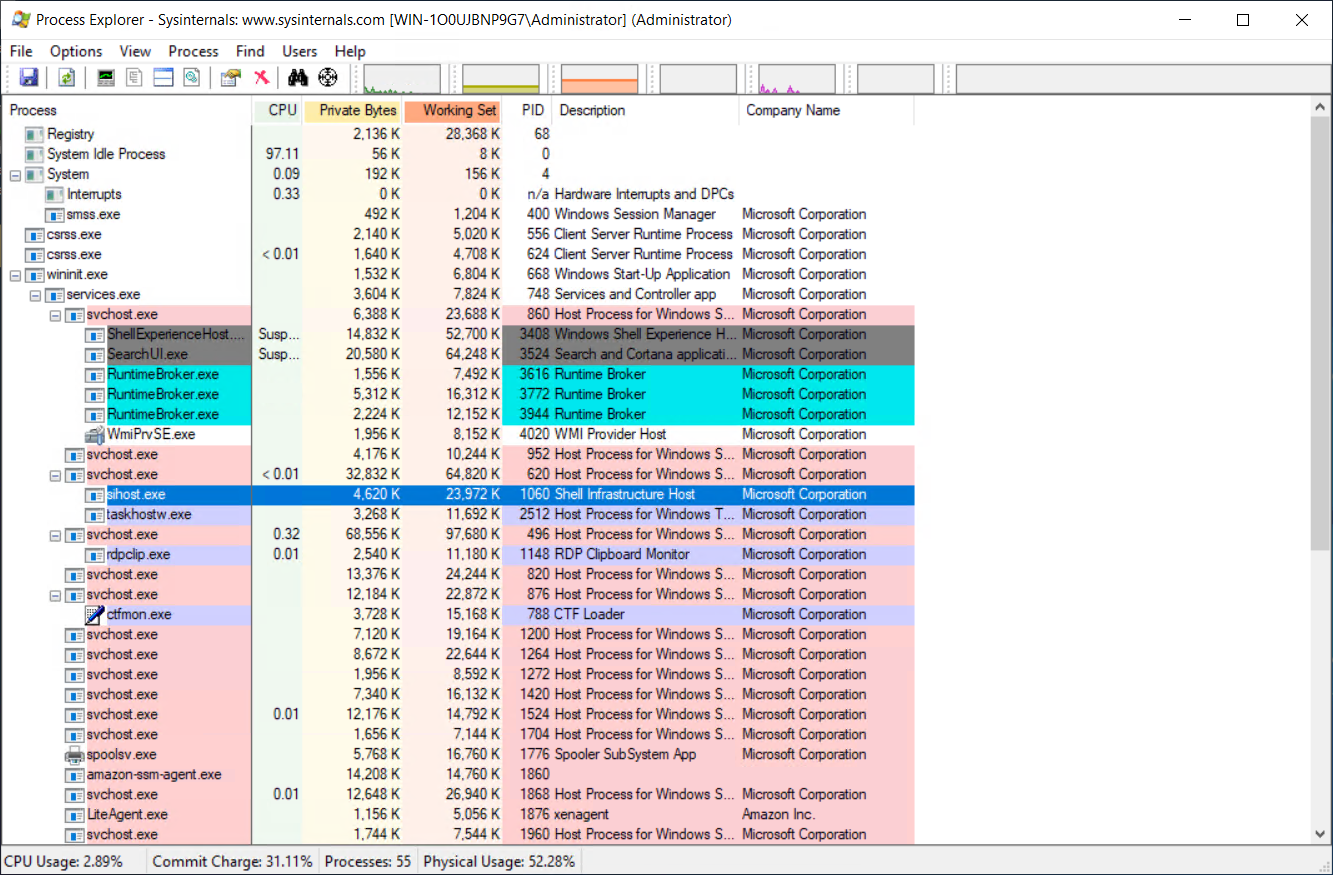 Process Explorer - Sysinternals: www.sysinternals.com [WIN-1O0UJBNP9G7\Administrator] (Administrator)
File Options View Process Find Users Help
Process CPU Private Bytes Working Set PID Description Company Name
Registry 2,136 K 28,368 K 68
System Idle Process 97.11 56 K 8 K 0
System 0.09 192 K 156 K 4
Interrupts 0.33 0 K 0 K n/a Hardware Interrupts and DPCs
smss.exe 492 K 1,204 K 400 Windows Session Manager Microsoft Corporation
csrss.exe 2,140 K 5,020 K 556 Client Server Runtime Process Microsoft Corporation
csrss.exe < 0.01 1,640 K 4,708 K 624 Client Server Runtime Process Microsoft Corporation
wininit.exe 1,532 K 6,804 K 668 Windows Start-Up Application Microsoft Corporation
services.exe 3,604 K 7,824 K 748 Services and Controller app Microsoft Corporation
svchost.exe 6,388 K 23,688 K 860 Host Process for Windows S... Microsoft Corporation
ShellExperienceHost.... Susp... 14,832 K 52,700 K 3408 Windows Shell Experience H... Microsoft Corporation
SearchUI.exe Susp... 20,580 K 64,248 K 3524 Search and Cortana applicati... Microsoft Corporation
RuntimeBroker.exe 1,556 K 7,492 K 3616 Runtime Broker Microsoft Corporation
RuntimeBroker.exe 5,312 K 16,312 K 3772 Runtime Broker Microsoft Corporation
RuntimeBroker.exe 2,224 K 12,152 K 3944 Runtime Broker Microsoft Corporation
WmiPrvSE.exe 1,956 K 8,152 K 4020 WMI Provider Host Microsoft Corporation
svchost.exe 4,176 K 10,244 K 952 Host Process for Windows S... Microsoft Corporation
svchost.exe < 0.01 32,832 K 64,820 K 620 Host Process for Windows S... Microsoft Corporation
sihost.exe 4,620 K 23,972 K 1060 Shell Infrastructure Host Microsoft Corporation
taskhostw.exe 3,268 K 11,692 K 2512 Host Process for Windows T... Microsoft Corporation
svchost.exe 0.32 68,556 K 97,680 K 496 Host Process for Windows S... Microsoft Corporation
rdpclip.exe 0.01 2,540 K 11,180 K 1148 RDP Clipboard Monitor Microsoft Corporation
svchost.exe 13,376 K 24,244 K 820 Host Process for Windows S... Microsoft Corporation
svchost.exe 12,184 K 22,872 K 876 Host Process for Windows S... Microsoft Corporation
ctfmon.exe 3,728 K 15,168 K 788 CTF Loader Microsoft Corporation
svchost.exe 7,120 K 19,164 K 1200 Host Process for Windows S... Microsoft Corporation
svchost.exe 8,672 K 22,644 K 1264 Host Process for Windows S... Microsoft Corporation
svchost.exe 1,956 K 8,592 K 1272 Host Process for Windows S... Microsoft Corporation
svchost.exe 7,340 K 16,132 K 1420 Host Process for Windows S... Microsoft Corporation
svchost.exe 0.01 12,176 K 14,792 K 1524 Host Process for Windows S... Microsoft Corporation
svchost.exe 1,656 K 7,144 K 1704 Host Process for Windows S... Microsoft Corporation
spoolsv.exe 5,768 K 16,760 K 1776 Spooler SubSystem App Microsoft Corporation
amazon-ssm-agent.exe 14,208 K 14,760 K 1860
svchost.exe 0.01 12,648 K 26,940 K 1868 Host Process for Windows S... Microsoft Corporation
LiteAgent.exe 1,156 K 5,056 K 1876 xenagent Amazon Inc.
svchost.exe 1,744 K 7,544 K 1960 Host Process for Windows S... Microsoft Corporation
CPU Usage: 2.89% Commit Charge: 31.11% Processes: 55 Physical Usage: 52.28%